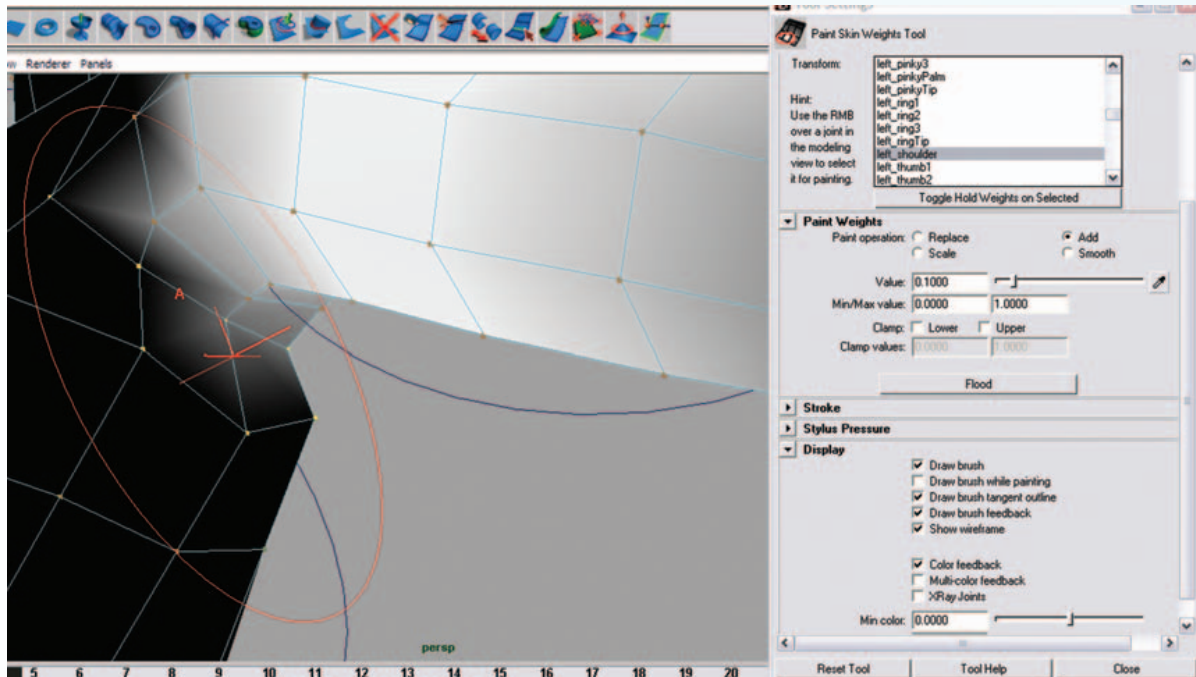 Renderer Panels
A
persp
5 6 7 8 9 10 11 12 13 14 15 16 17 18 19 20
Paint Skin Weights Tool
Transform:
left_pinky3
left_pinkyPalm
left_pinkyTip
left_ring1
left_ring2
left_ring3
left_ringTip
left_shoulder
left_thumb1
left_thumb2
Hint:
Use the RMB
over a joint in
the modeling
view to select
it for painting.
Toggle Hold Weights on Selected
Paint Weights
Paint operation: Replace Add
Scale Smooth
Value: 0.1000
Min/Max value: 0.0000 1.0000
Clamp: Lower Upper
Clamp values: 0.0000 1.0000
Flood
Stroke
Stylus Pressure
Display
Draw brush
Draw brush while painting
Draw brush tangent outline
Draw brush feedback
Show wireframe
Color feedback
Multi-color feedback
XRay Joints
Min color: 0.0000
Reset Tool Tool Help Close